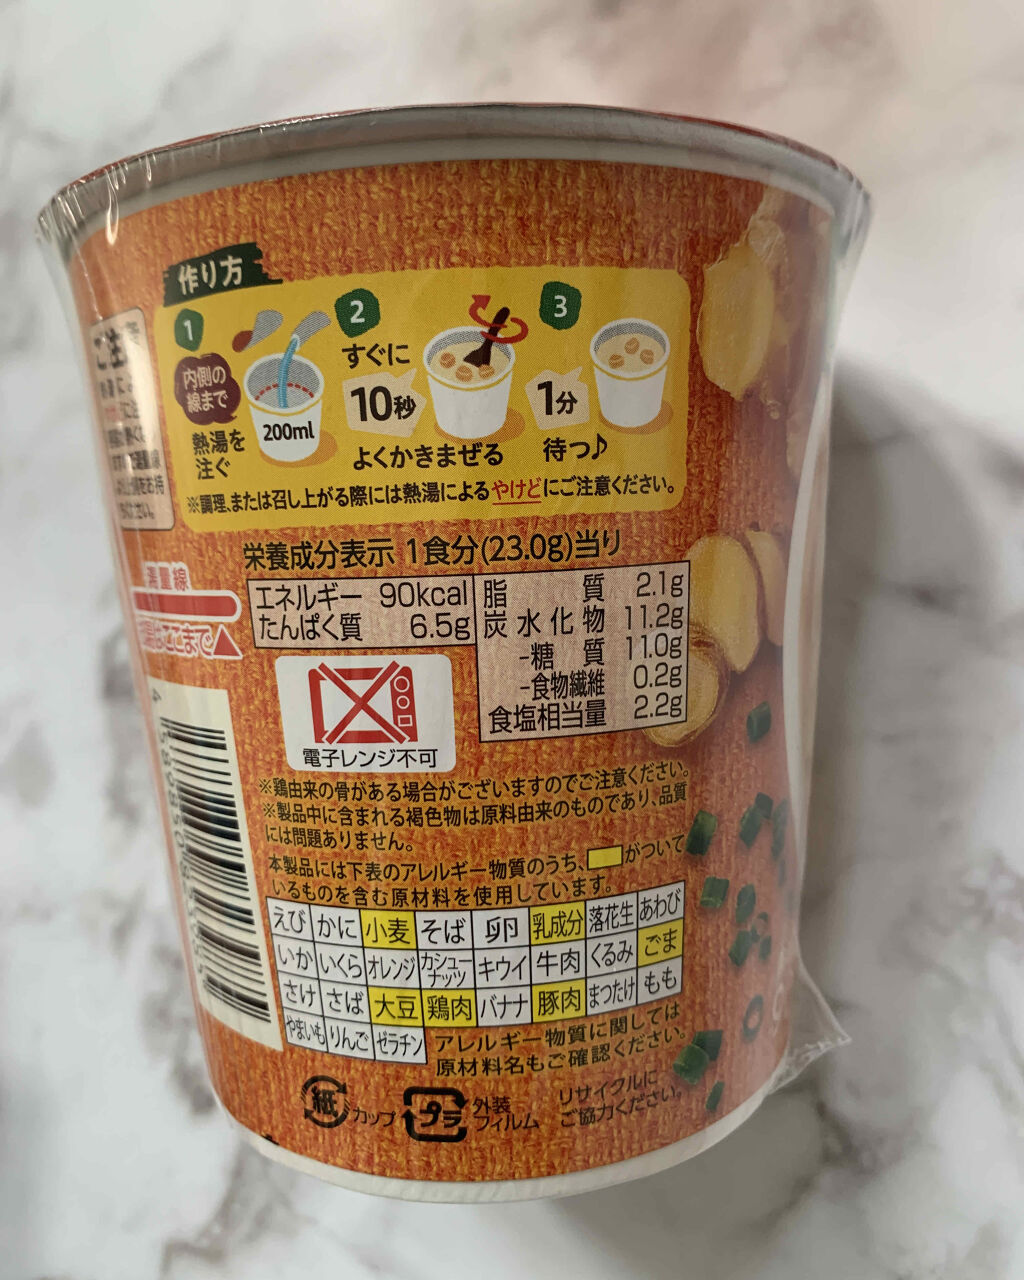 作り方
1
内側の
線まで
200ml
熱湯を
注ぐ
2
すぐに
10秒
よくかきまぜる
3
1分
待つ♪
※調理、または召し上がる際には熱湯によるやけどにご注意ください。
栄養成分表示 1食分(23.0g)当り
エネルギー 90kcal
たんぱく質 6.5g
脂質 2.1g
炭水化物 11.2g
-糖質 11.0g
-食物繊維 0.2g
食塩相当量 2.2g
電子レンジ不可
※鶏由来の骨がある場合がございますのでご注意ください。
※製品中に含まれる褐色物は原料由来のものであり、品質
には問題ありません。
本製品には下表のアレルギー物質のうち、がついて
いるものを含む原材料を使用しています。
えび かに 小麦 そば 卵 乳成分 落花生 あわび
いか いくら オレンジ カシューナッツ キウイ 牛肉 くるみ ごま
さけ さば 大豆 鶏肉 バナナ 豚肉 まつたけ もも
やまいも りんご ゼラチン
アレルギー物質に関しては
原材料名もご確認ください。
紙 カップ
プラ 外装
フィルム
リサイクルに
ご協力ください。